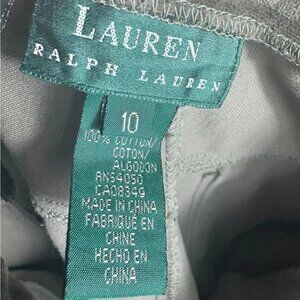 LAUREN
RALPH LAUREN
10
100% COTTON/
COTON/
ALGODON
RN54050
CA08349
MADE IN CHINA
FABRIQUÉ EN
CHINE
HECHO EN
CHINA